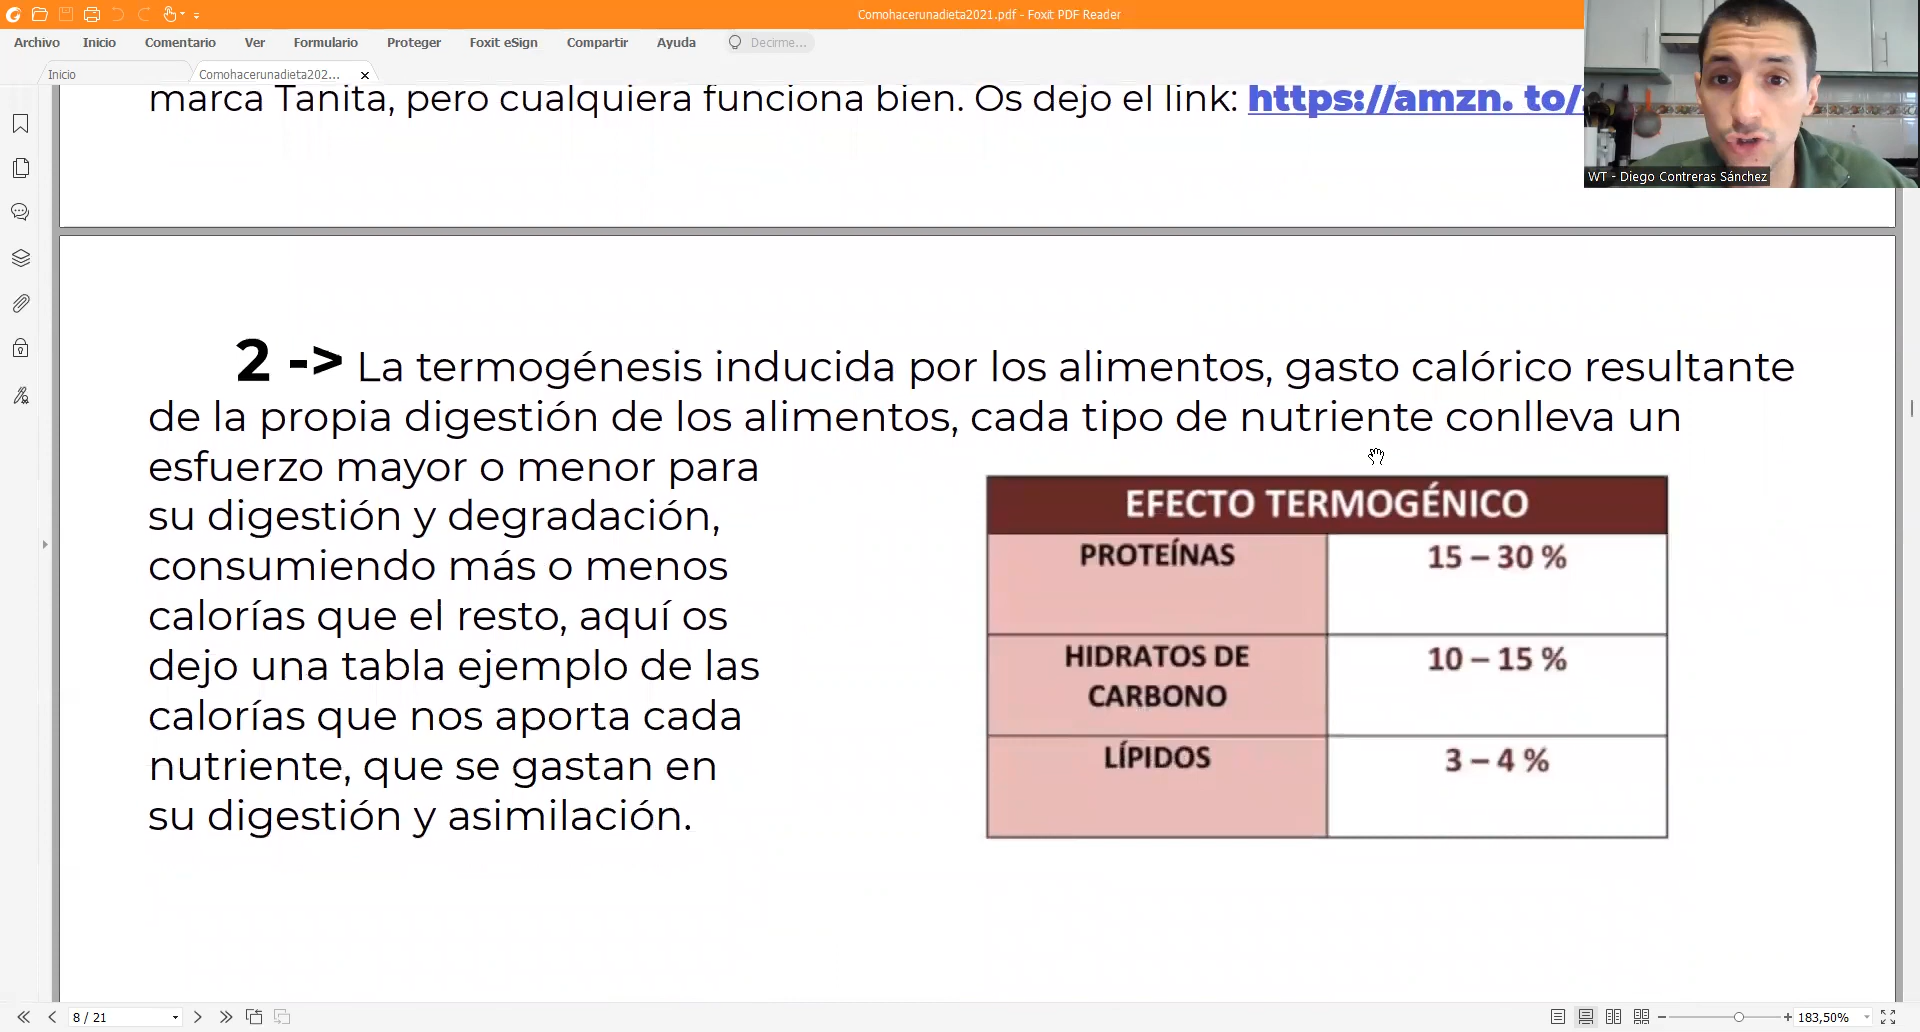 Comohacerunadieta2021.pdf - Foxit PDF Reader
Archivo Inicio Comentario Ver Formulario Proteger Foxit eSign Compartir Ayuda Decirme...
Inicio Comohacerunadieta202...
marca Tanita, pero cualquiera funciona bien. Os dejo el link: https://amzn. to/
WT - Diego Contreras Sánchez
2 -> La termogénesis inducida por los alimentos, gasto calórico resultante
de la propia digestión de los alimentos, cada tipo de nutriente conlleva un
esfuerzo mayor o menor para
su digestión y degradación,
consumiendo más o menos
calorías que el resto, aquí os
dejo una tabla ejemplo de las
calorías que nos aporta cada
nutriente, que se gastan en
su digestión y asimilación.
EFECTO TERMOGÉNICO
PROTEÍNAS 15 – 30 %
HIDRATOS DE
CARBONO 10 – 15 %
LÍPIDOS 3 – 4 %
8 / 21
183,50%